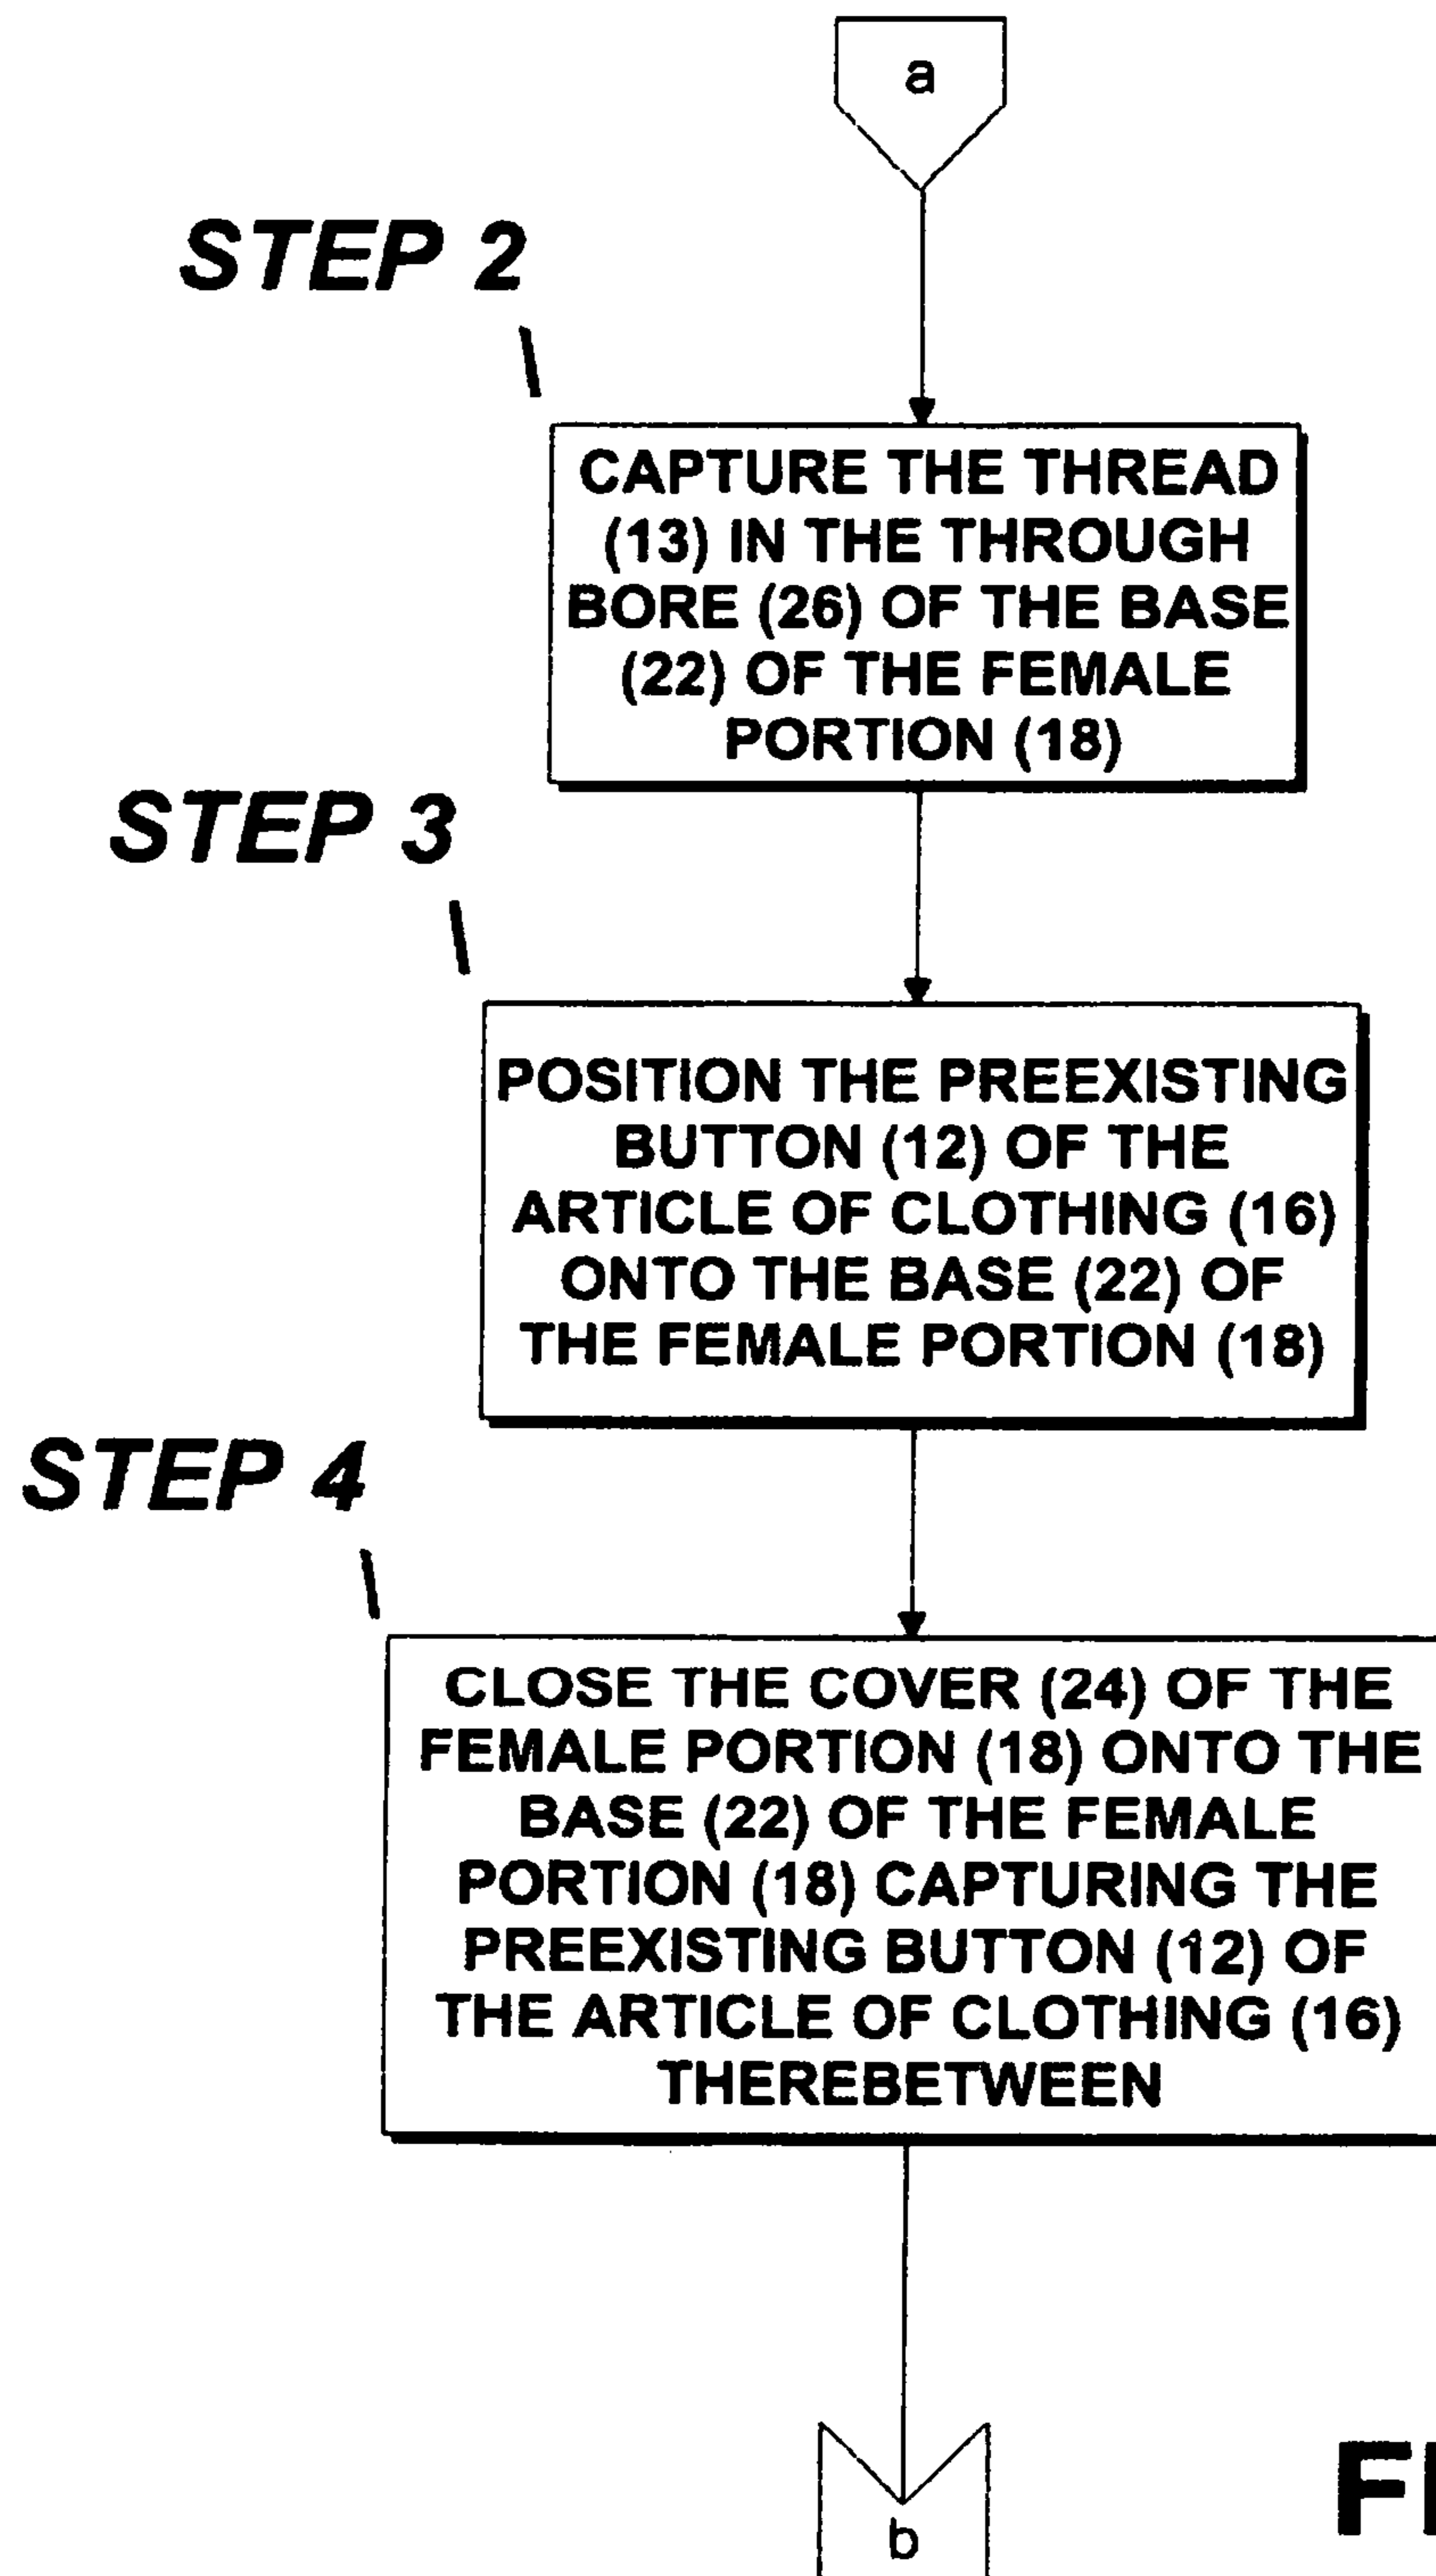 a
STEP 2
CAPTURE THE THREAD
(13) IN THE THROUGH
BORE (26) OF THE BASE
(22) OF THE FEMALE
PORTION (18)
STEP 3
POSITION THE PREEXISTING
BUTTON (12) OF THE
ARTICLE OF CLOTHING (16)
ONTO THE BASE (22) OF
THE FEMALE PORTION (18)
STEP 4
CLOSE THE COVER (24) OF THE
FEMALE PORTION (18) ONTO THE
BASE (22) OF THE FEMALE
PORTION (18) CAPTURING THE
PREEXISTING BUTTON (12) OF
THE ARTICLE OF CLOTHING (16)
THEREBETWEEN
b